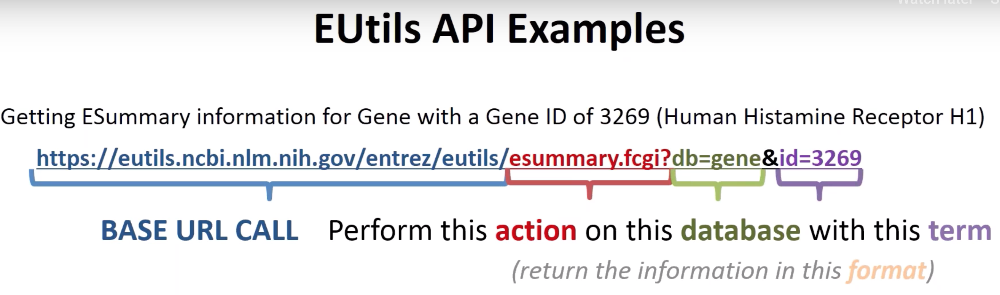 Watch later
EUtils API Examples
Getting ESummary information for Gene with a Gene ID of 3269 (Human Histamine Receptor H1)
https://eutils.ncbi.nlm.nih.gov/entrez/eutils/esummary.fcgi?db=gene&id=3269
BASE URL CALL Perform this action on this database with this term
(return the information in this format)